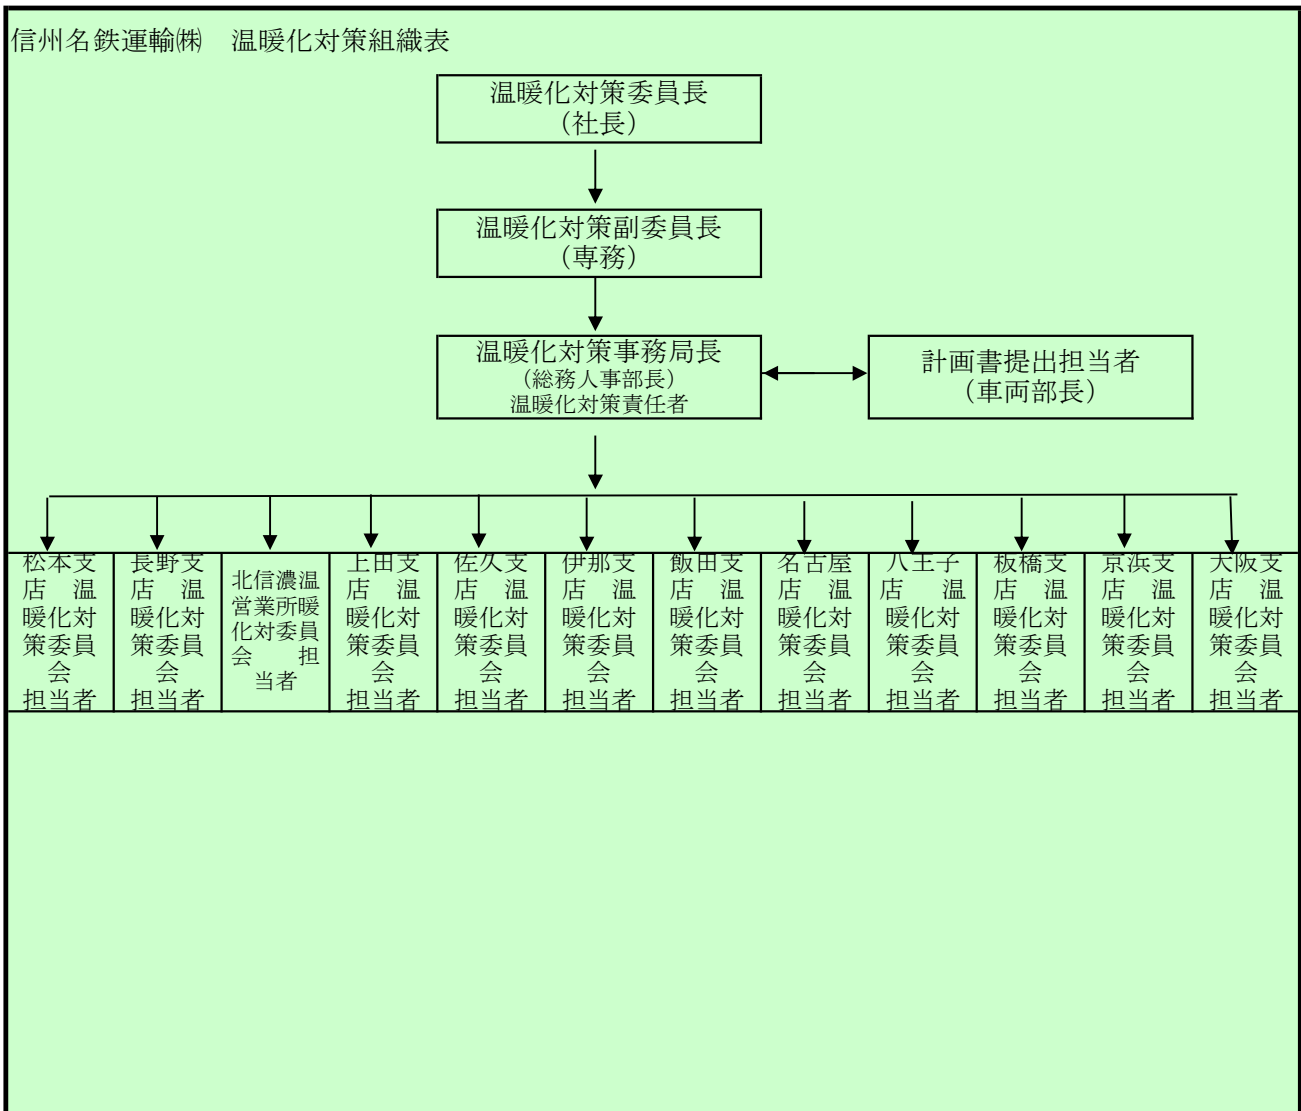 信州名鉄運輸㈱　温暖化対策組織表
温暖化対策委員長
（社長）
温暖化対策副委員長
（専務）
温暖化対策事務局長
（総務人事部長）
温暖化対策責任者
計画書提出担当者
（車両部長）
松本支
店　温
暖化対
策委員
会
担当者
長野支
店　温
暖化対
策委員
会
担当者
北信濃温
営業所暖
化対委員
会　　担
当者
上田支
店　温
暖化対
策委員
会
担当者
佐久支
店　温
暖化対
策委員
会
担当者
伊那支
店　温
暖化対
策委員
会
担当者
飯田支
店　温
暖化対
策委員
会
担当者
名古屋
店　温
暖化対
策委員
会
担当者
八王子
店　温
暖化対
策委員
会
担当者
板橋支
店　温
暖化対
策委員
会
担当者
京浜支
店　温
暖化対
策委員
会
担当者
大阪支
店　温
暖化対
策委員
会
担当者